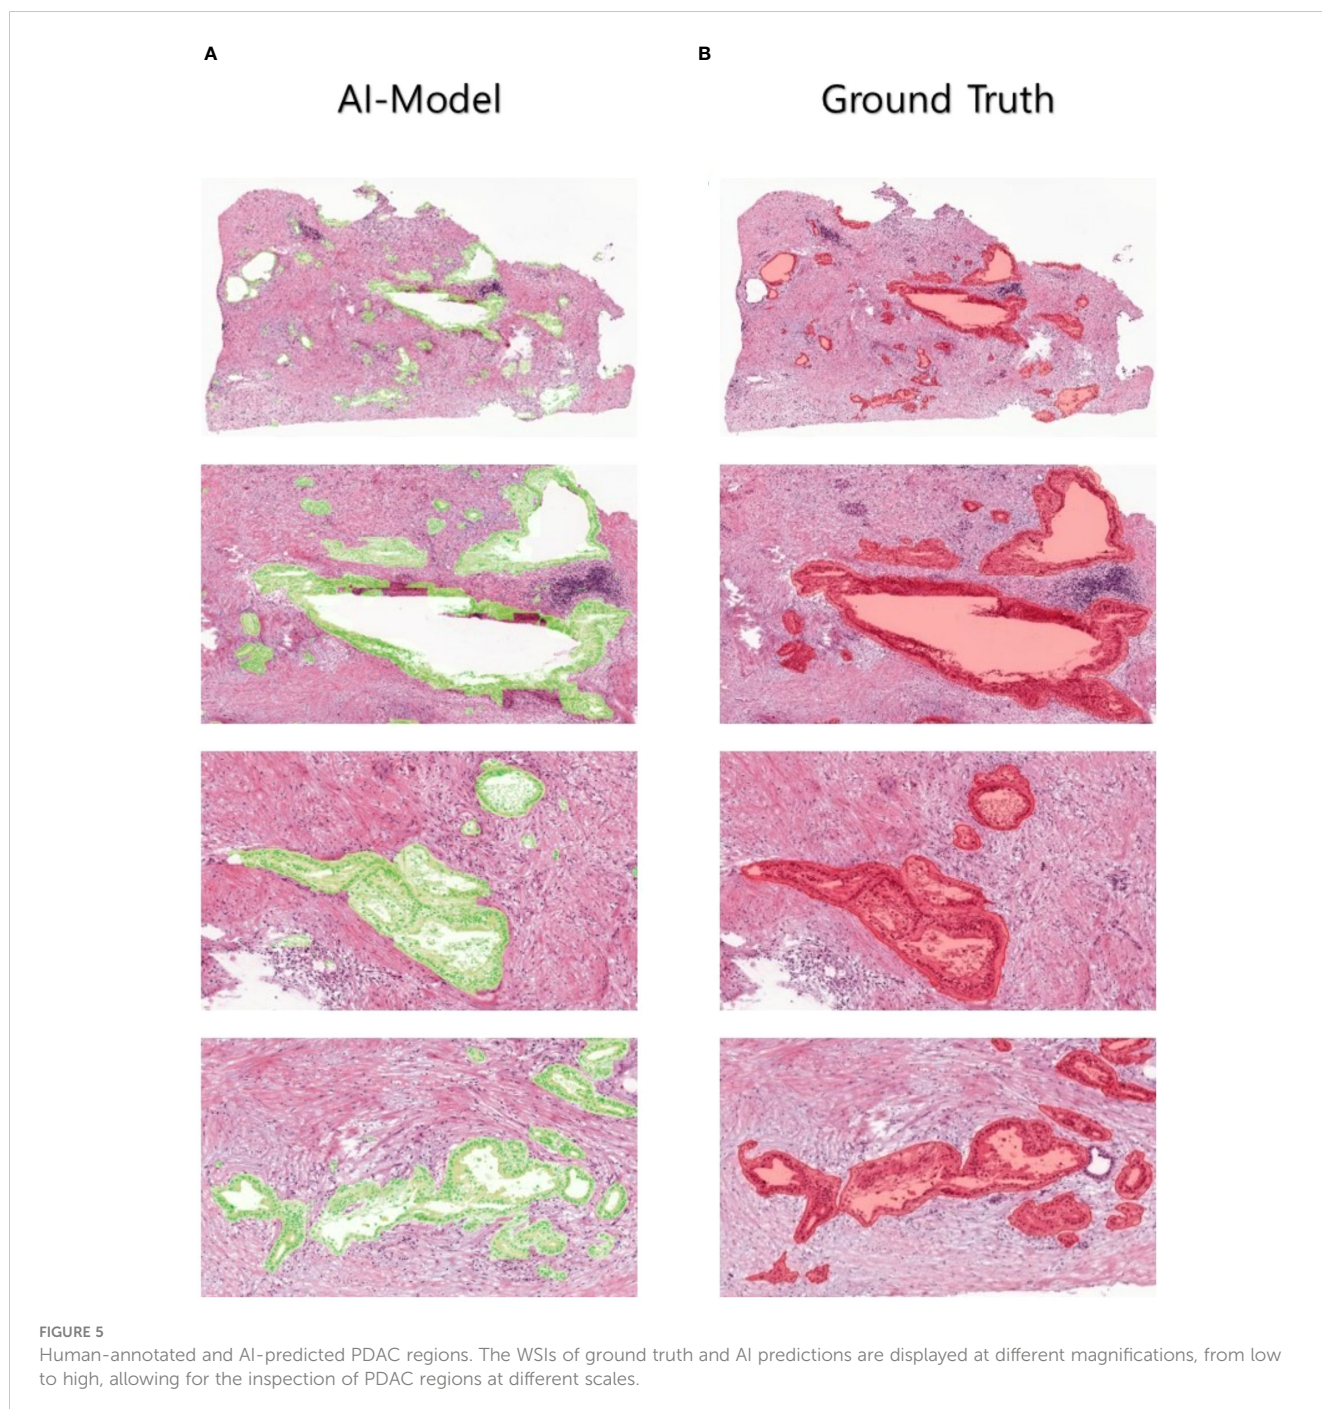 A
B
AI-Model
Ground Truth
FIGURE 5
Human-annotated and AI-predicted PDAC regions. The WSIs of ground truth and AI predictions are displayed at different magnifications, from low
to high, allowing for the inspection of PDAC regions at different scales.